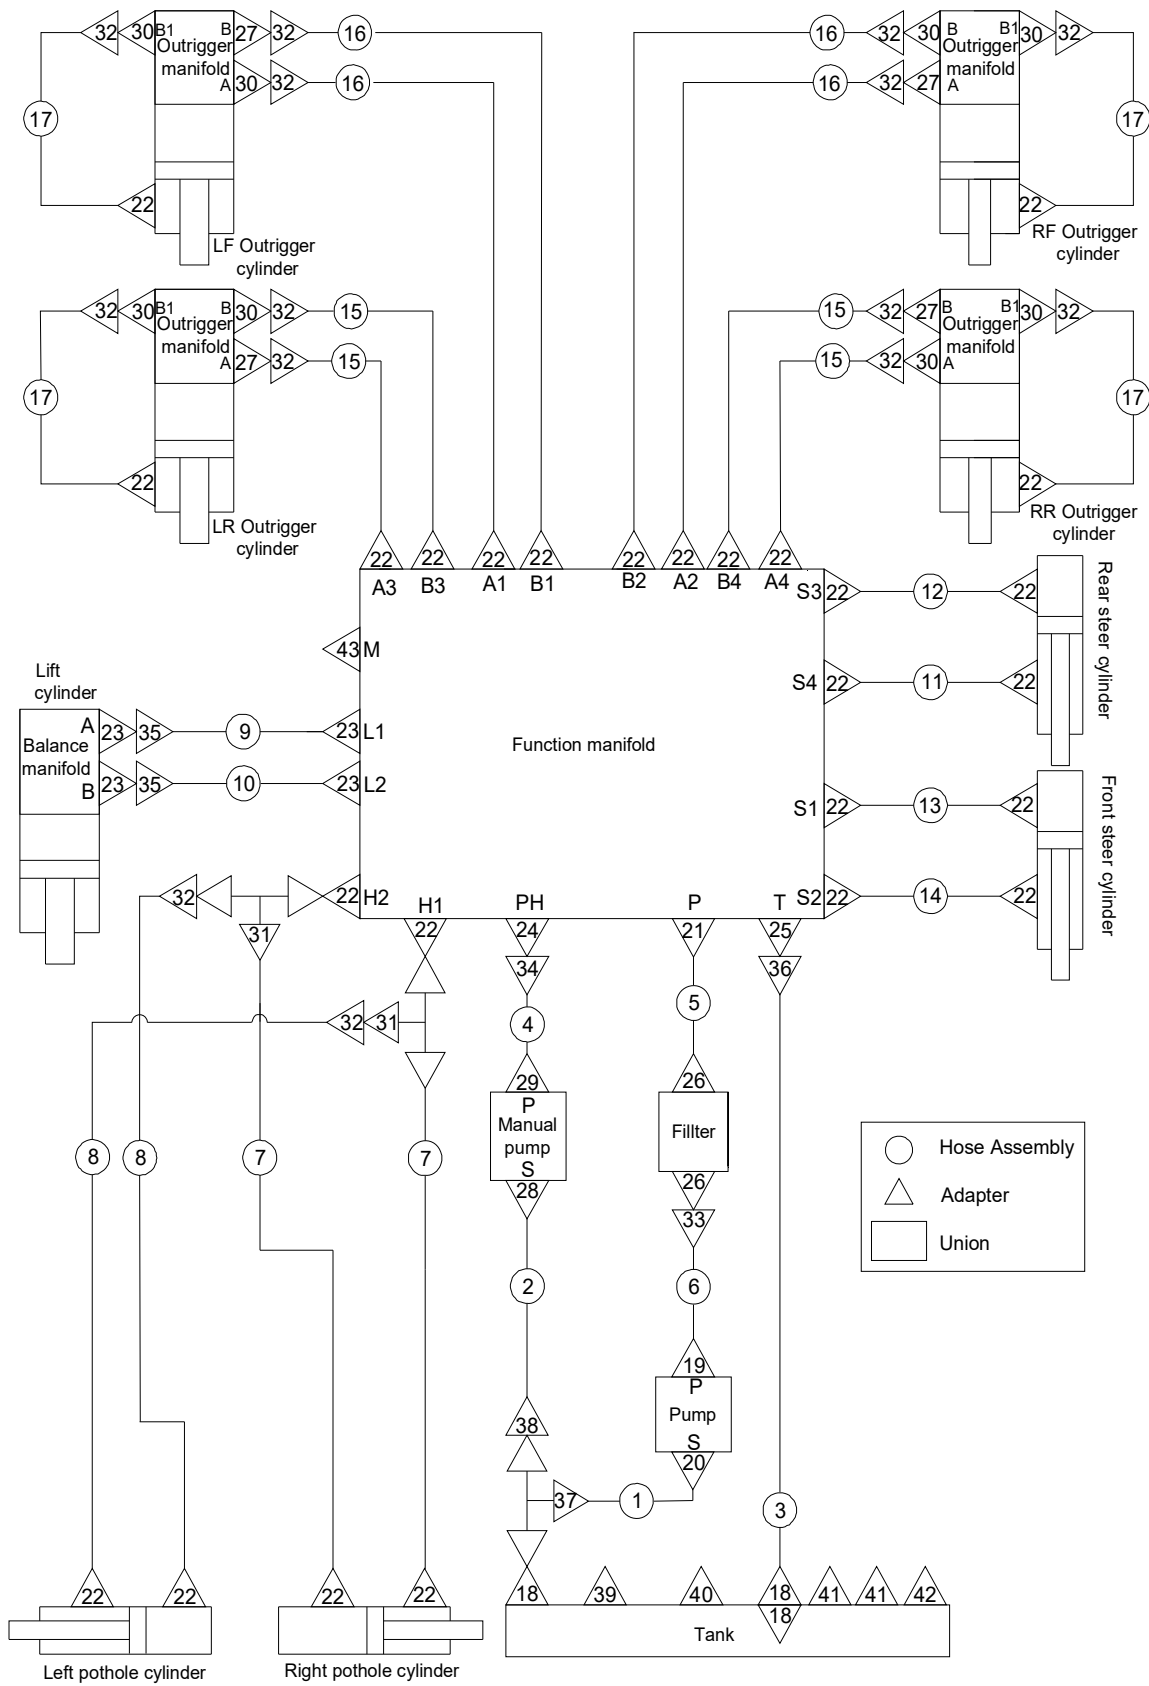 32 30 B1 B 27 32 16
Outrigger
manifold
A 30 32 16
17
22
LF Outrigger
cylinder
16 32 30 B B1 30 32
Outrigger
manifold
16 32 27 A
17
22
RF Outrigger
cylinder
32 30 B1 B 30 32 15
Outrigger
manifold
A 27 32 15
17
22
LR Outrigger
cylinder
15 32 27 B B1 30 32
Outrigger
manifold
15 32 30 A
17
22
RR Outrigger
cylinder
22 22 22 22 22 22 22 22
A3 B3 A1 B1 B2 A2 B4 A4
S3 22 12 22
Rear steer cylinder
43 M
S4 22 11 22
Lift
cylinder
A 23 35 9 23 L1
Balance
manifold
B 23 35 10 23 L2
Function manifold
S1 22 13 22
Front steer cylinder
S2 22 14 22
32 22 H2
31
H1 PH P T
22 24 21 25
34 36
32 31 4 5
29 26
P
Manual
pump
S
Fillter
28 26
33
8 8 7 7
2 6
Hose Assembly
Adapter
Union
19
P
Pump
S
20
38
37 1
3
22 22 22 22
18 39 40 18 41 41 42
18
Tank
Left pothole cylinder
Right pothole cylinder